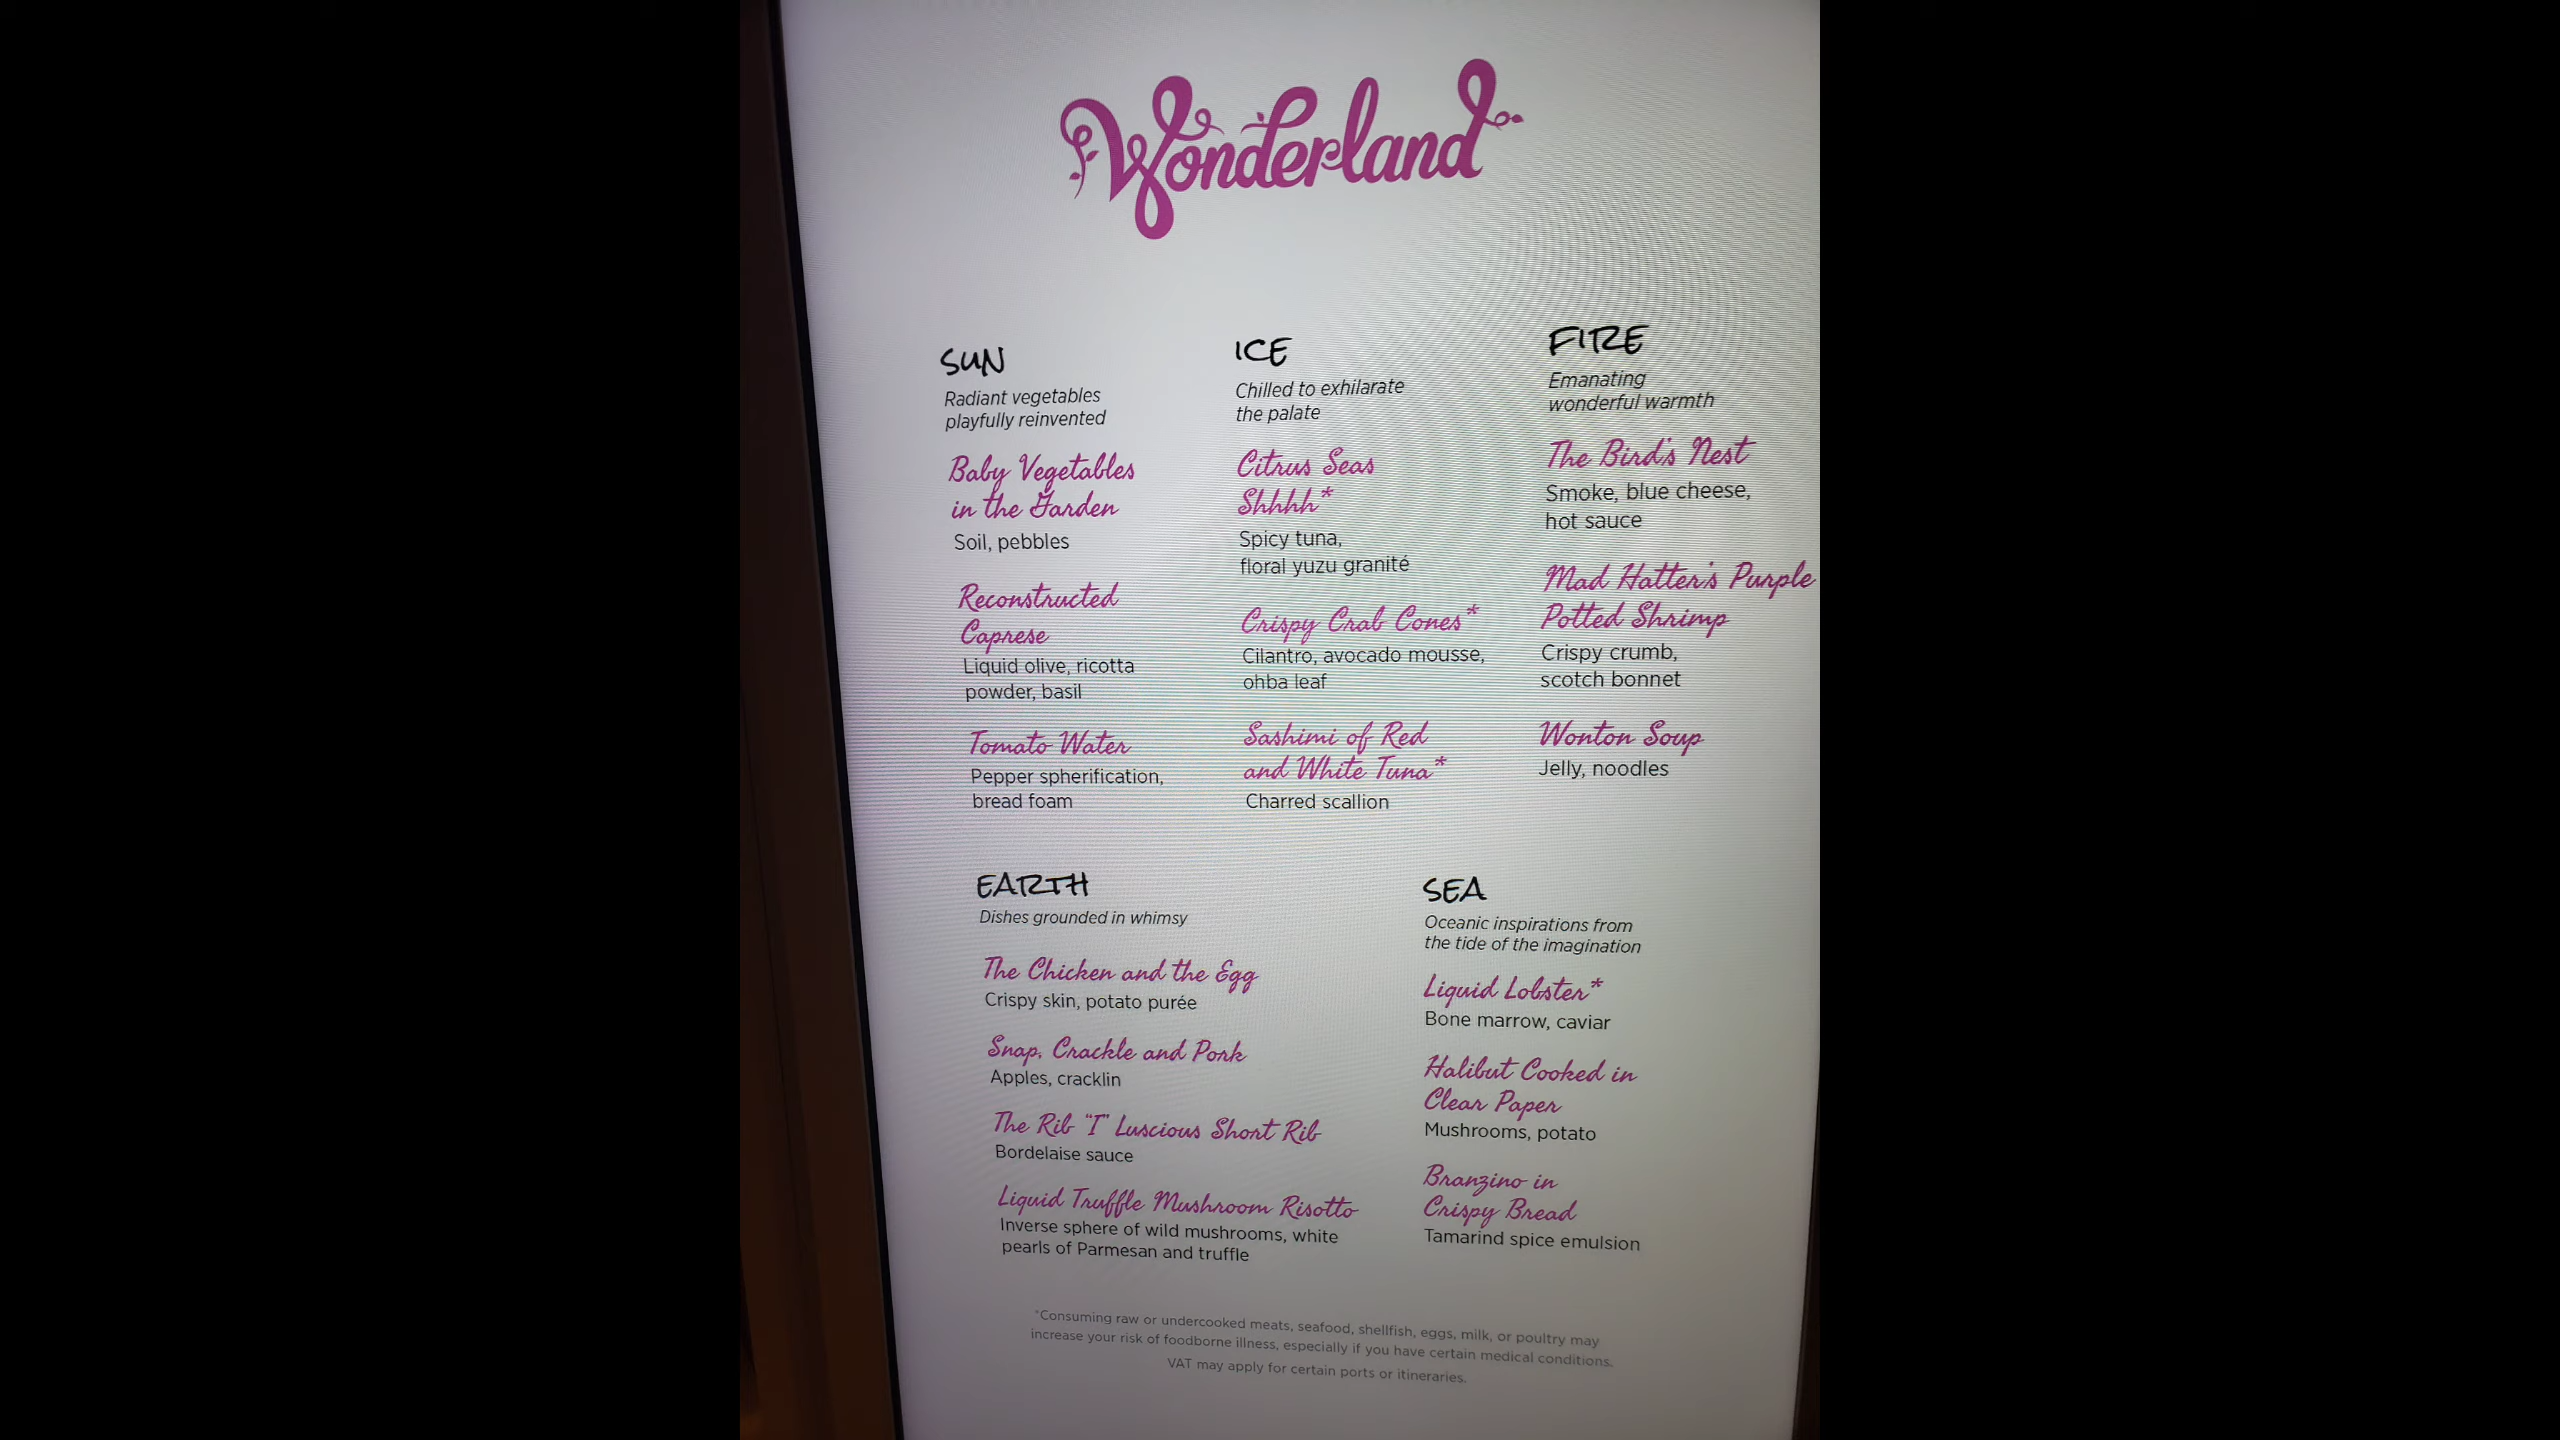 Wonderland
SUN
Radiant vegetables
playfully reinvented
Baby Vegetables
in the Garden
Soil, pebbles
Reconstructed
Caprese
Liquid olive, ricotta
powder, basil
Tomato Water
Pepper spherification,
bread foam
ICE
Chilled to exhilarate
the palate
Citrus Seas
Shhhh*
Spicy tuna,
floral yuzu granité
Crispy Crab Cones*
Cilantro, avocado mousse,
ohba leaf
Sashimi of Red
and White Tuna*
Charred scallion
FIRE
Emanating
wonderful warmth
The Bird's Nest
Smoke, blue cheese,
hot sauce
Mad Hatter's Purple
Potted Shrimp
Crispy crumb,
scotch bonnet
Wonton Soup
Jelly, noodles
EARTH
Dishes grounded in whimsy
The Chicken and the Egg
Crispy skin, potato purée
Snap, Crackle and Pork
Apples, cracklin
The Rib "I" Luscious Short Rib
Bordelaise sauce
Liquid Truffle Mushroom Risotto
Inverse sphere of wild mushrooms, white
pearls of Parmesan and truffle
SEA
Oceanic inspirations from
the tide of the imagination
Liquid Lobster*
Bone marrow, caviar
Halibut Cooked in
Clear Paper
Mushrooms, potato
Branzino in
Crispy Bread
Tamarind spice emulsion
*Consuming raw or undercooked meats, seafood, shellfish, eggs, milk, or poultry may
increase your risk of foodborne illness, especially if you have certain medical conditions.
VAT may apply for certain ports or itineraries.